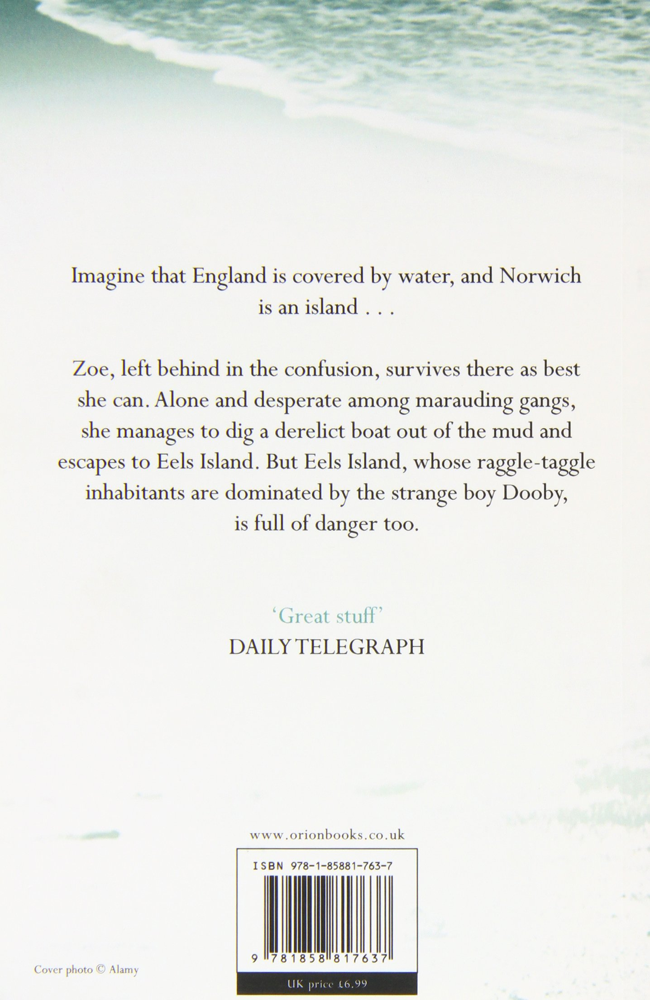 Imagine that England is covered by water, and Norwich
is an island . . .
Zoe, left behind in the confusion, survives there as best
she can. Alone and desperate among marauding gangs,
she manages to dig a derelict boat out of the mud and
escapes to Eels Island. But Eels Island, whose raggle-taggle
inhabitants are dominated by the strange boy Dooby,
is full of danger too.
‘Great stuff’
DAILY TELEGRAPH
www.orionbooks.co.uk
ISBN 978-1-85881-763-7
9 781858 817637
Cover photo © Alamy
UK price £6.99